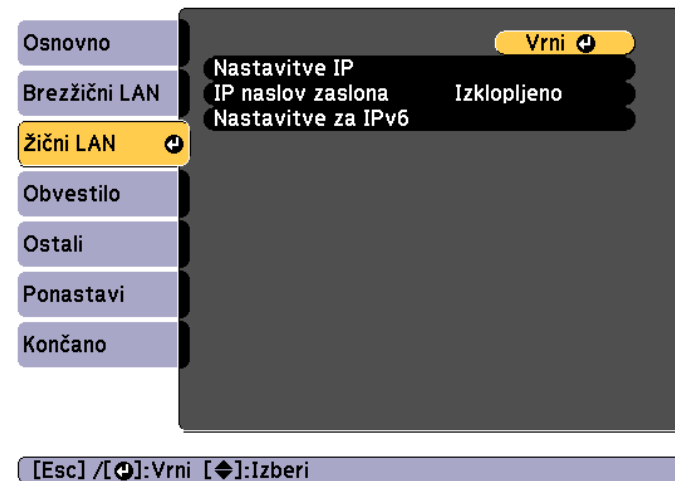 Osnovno
Brezžični LAN
Žični LAN
Obvestilo
Ostali
Ponastavi
Končano
Vrni
Nastavitve IP
IP naslov zaslona Izklopljeno
Nastavitve za IPv6
[Esc] /[⏎]:Vrni [◆]:Izberi